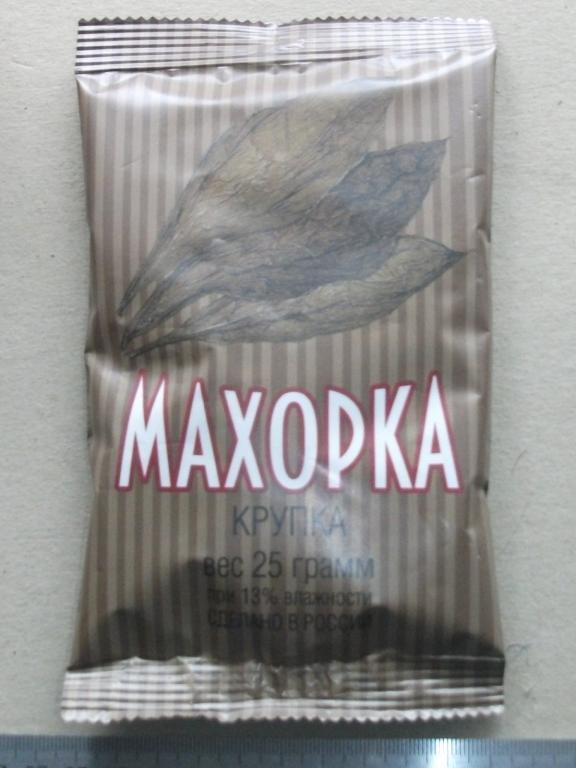 МАХОРКА
КРУПКА
вес 25 грамм
при 13% влажности
СДЕЛАНО В РОССИИ